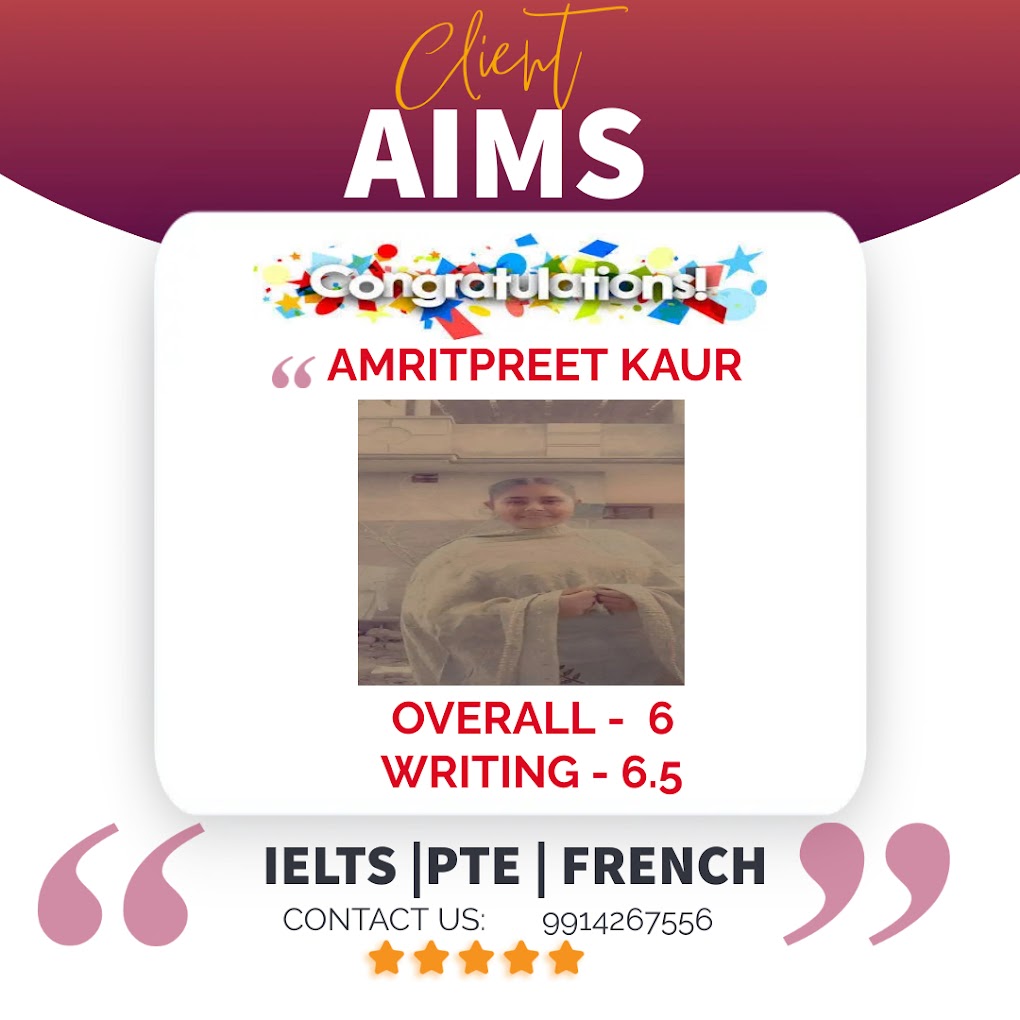 Client
AIMS
Congratulations!
“ AMRITPREET KAUR
OVERALL - 6
WRITING - 6.5
“ IELTS |PTE | FRENCH ”
CONTACT US: 9914267556